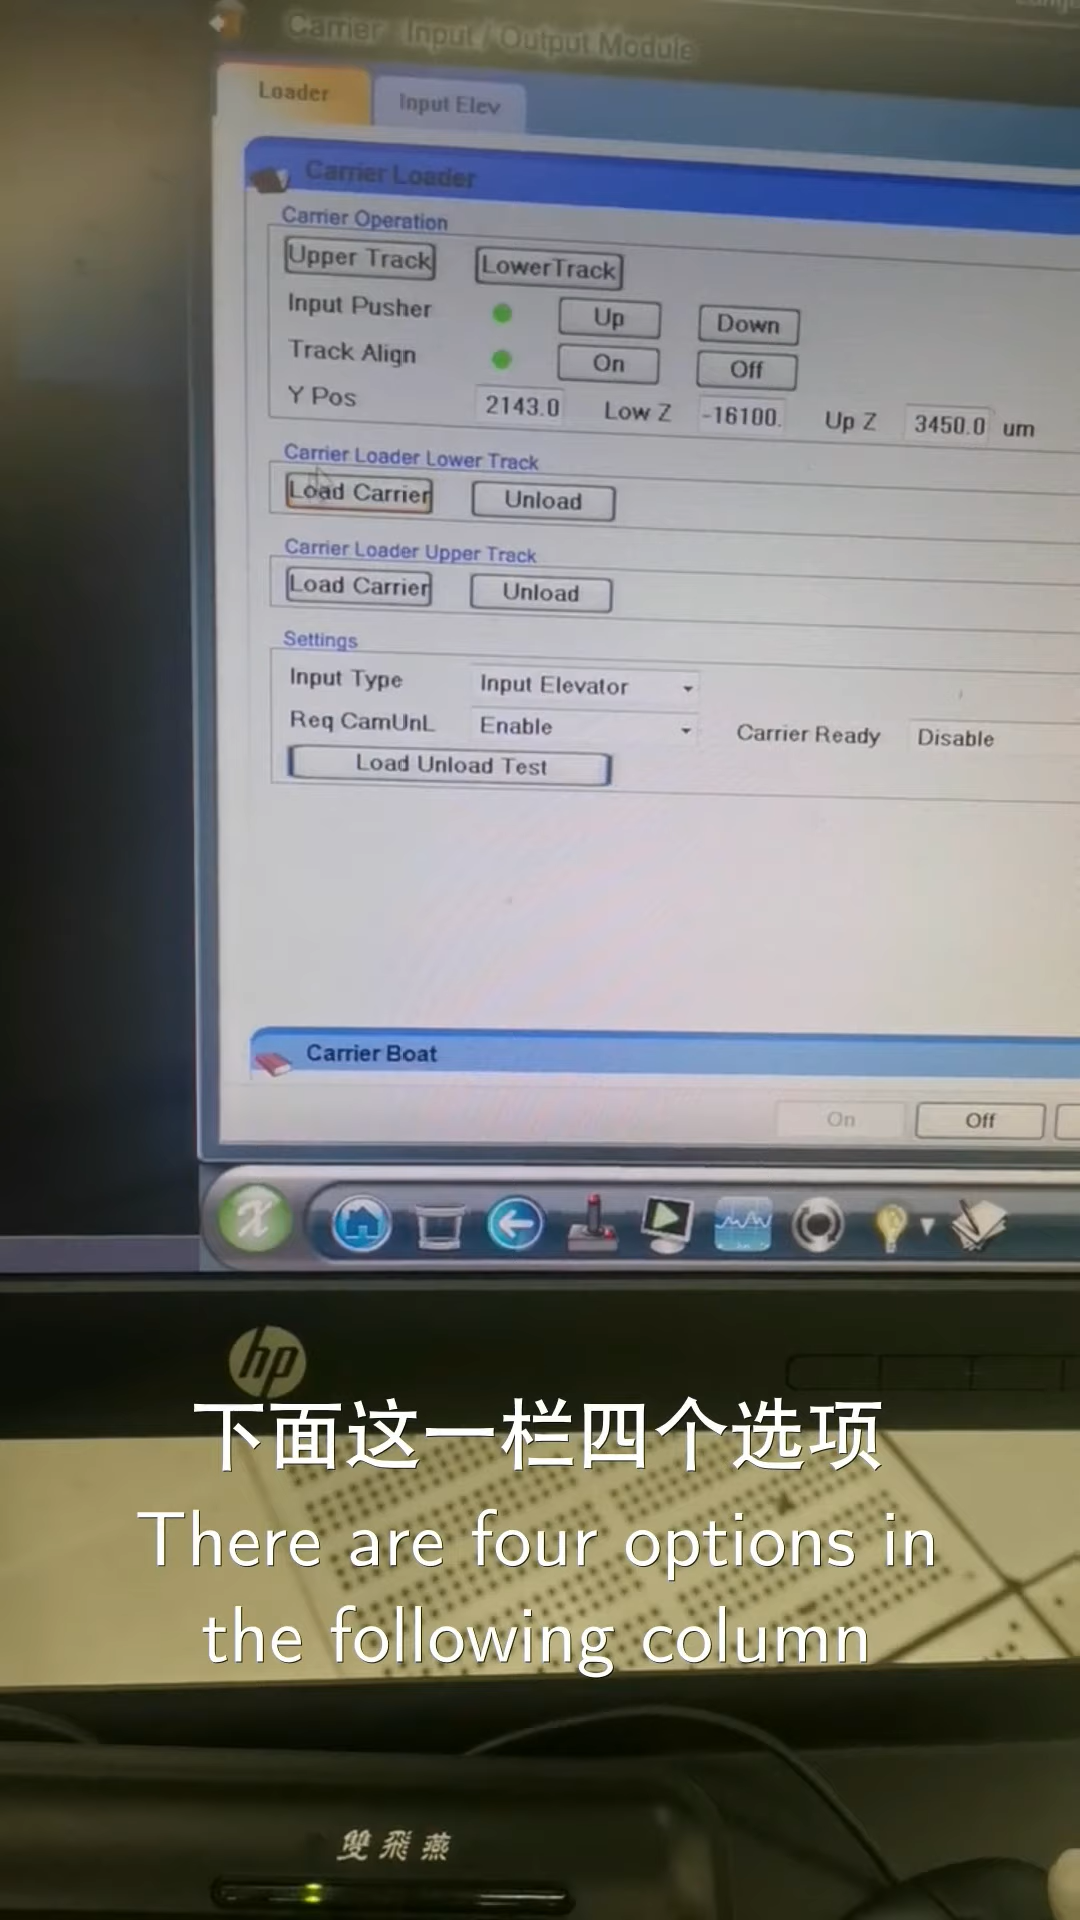 Carrier Input / Output Module
Loader
Input Elev
Carrier Loader
Carrier Operation
Upper Track
LowerTrack
Input Pusher
Up
Down
Track Align
On
Off
Y Pos
2143.0
Low Z
-16100.
Up Z
3450.0
um
Carrier Loader Lower Track
Load Carrier
Unload
Carrier Loader Upper Track
Load Carrier
Unload
Settings
Input Type
Input Elevator
Req CamUnL
Enable
Carrier Ready
Disable
Load Unload Test
Carrier Boat
On
Off
X
hp
下面这一栏四个选项
There are four options in
the following column
雙飛燕